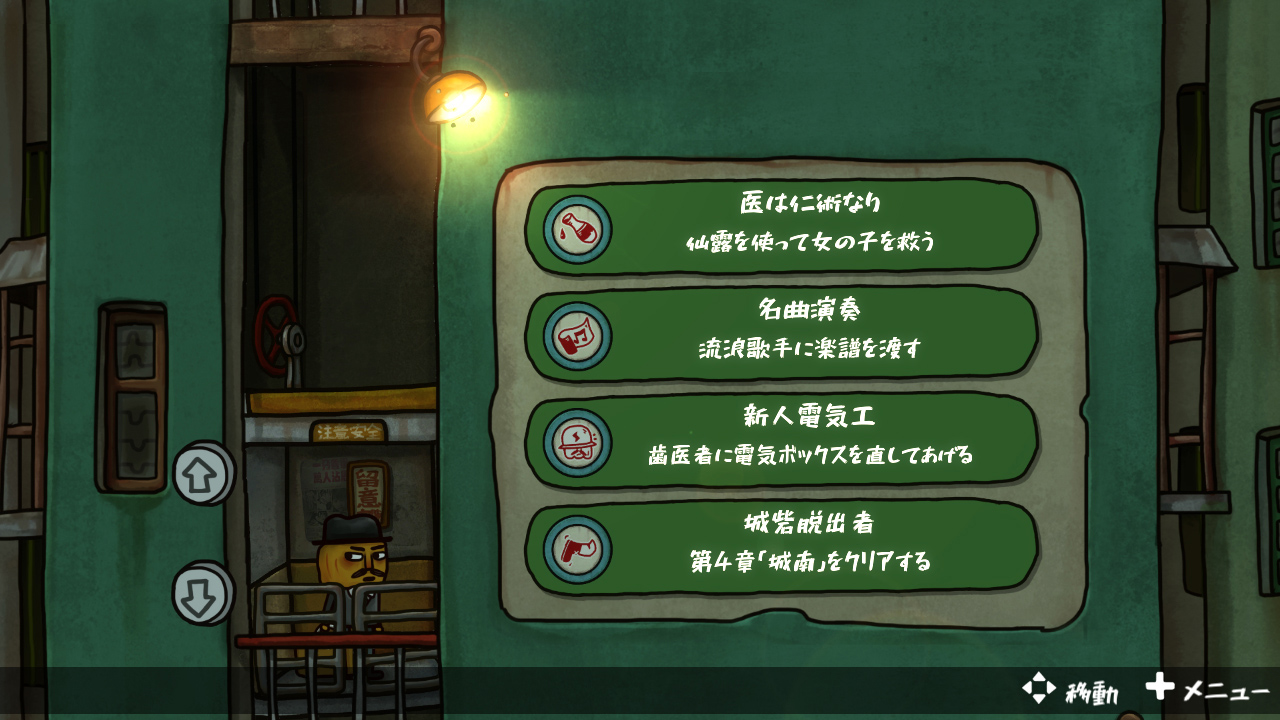 医は仁術なり
仙露を使って女の子を救う
名曲演奏
流浪歌手に楽譜を渡す
新人電気工
歯医者に電気ボックスを直してあげる
城砦脱出者
第4章「城南」をクリアする
注意安全
留意
移動
メニュー